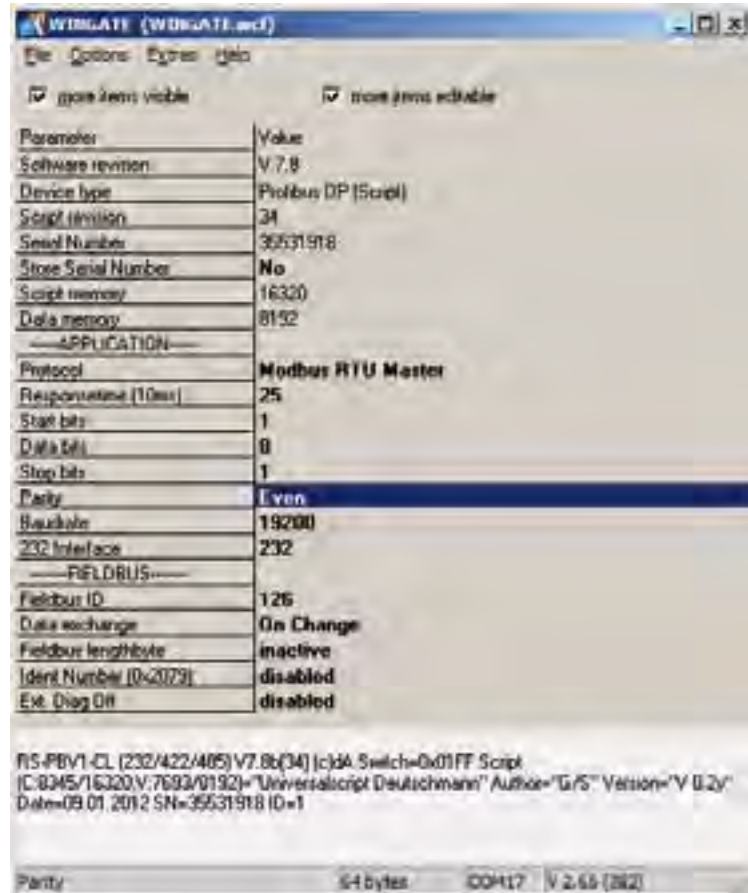 WINGATE (WINGATE.wcf)
File Options Extras Help
more items visible more items editable
Parameter Value
Software revision V.7.8
Device type Profibus DP (Script)
Script revision 34
Serial Number 35531918
Store Serial Number No
Script memory 16320
Data memory 8192
-----APPLICATION-----
Protocol Modbus RTU Master
Responsetime (10ms) 25
Start bits 1
Data bits 8
Stop bits 1
Parity Even
Baudrate 19200
232 Interface 232
------FIELDBUS------
Fieldbus ID 126
Data exchange On Change
Fieldbus lengthbyte inactive
Ident Number (0x2079) disabled
Ext. Diag Off disabled
RS-PBV1-CL (232/422/485) V7.8b[34] (c)dA Switch=0x01FF Script
(C:8345/16320,V:7693/8192)="Universalscript Deutschmann" Author="G/S" Version="V
Date=09.01.2012 SN=35531918 ID=1
Parity 64 bytes COM17 V 2.66